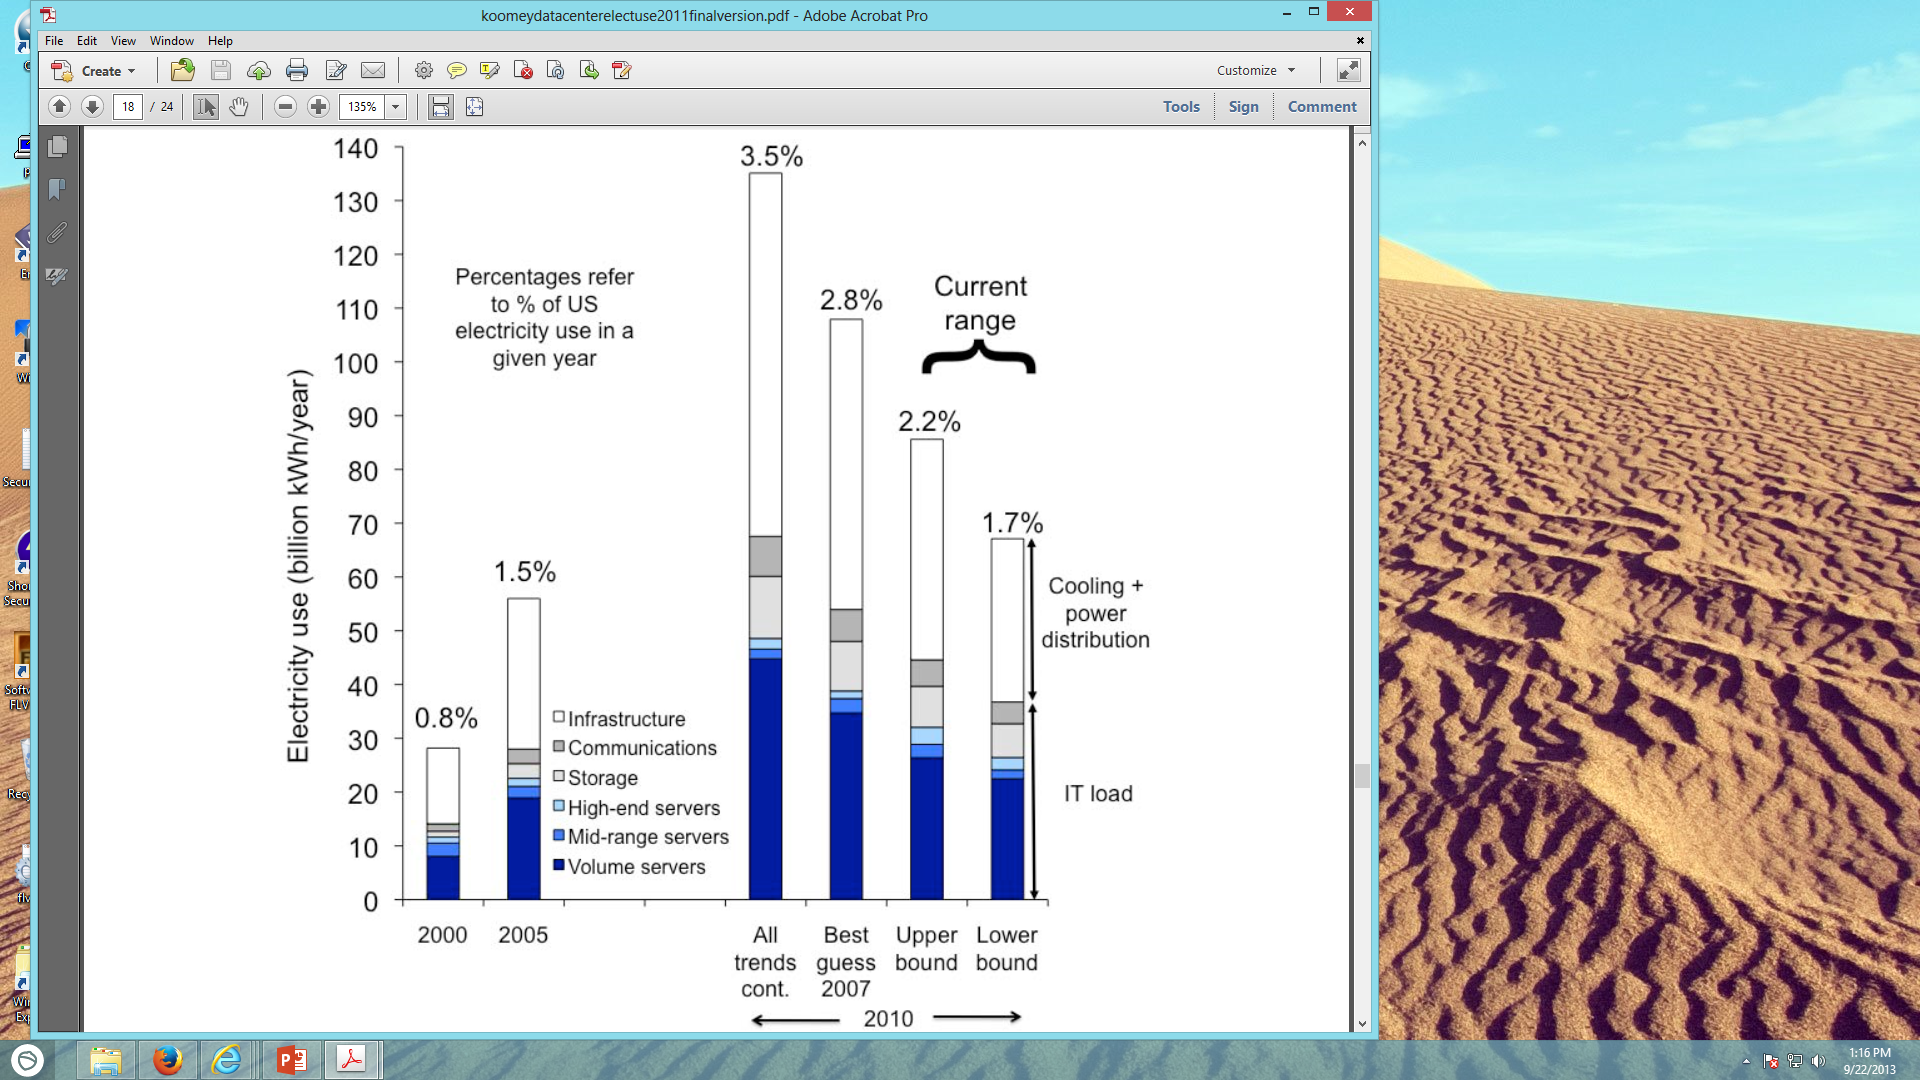 koomeydatacenterelectuse2011finalversion.pdf - Adobe Acrobat Pro
File Edit View Window Help
Create
Customize
18 / 24
135%
Tools Sign Comment
140
130
120
110
100
90
80
70
60
50
40
30
20
10
0
Electricity use (billion kWh/year)
Percentages refer
to % of US
electricity use in a
given year
Current
range
0.8%
1.5%
3.5%
2.8%
2.2%
1.7%
Cooling +
power
distribution
IT load
Infrastructure
Communications
Storage
High-end servers
Mid-range servers
Volume servers
2000
2005
All
trends
cont.
Best
guess
2007
Upper
bound
Lower
bound
2010
1:16 PM
9/22/2013